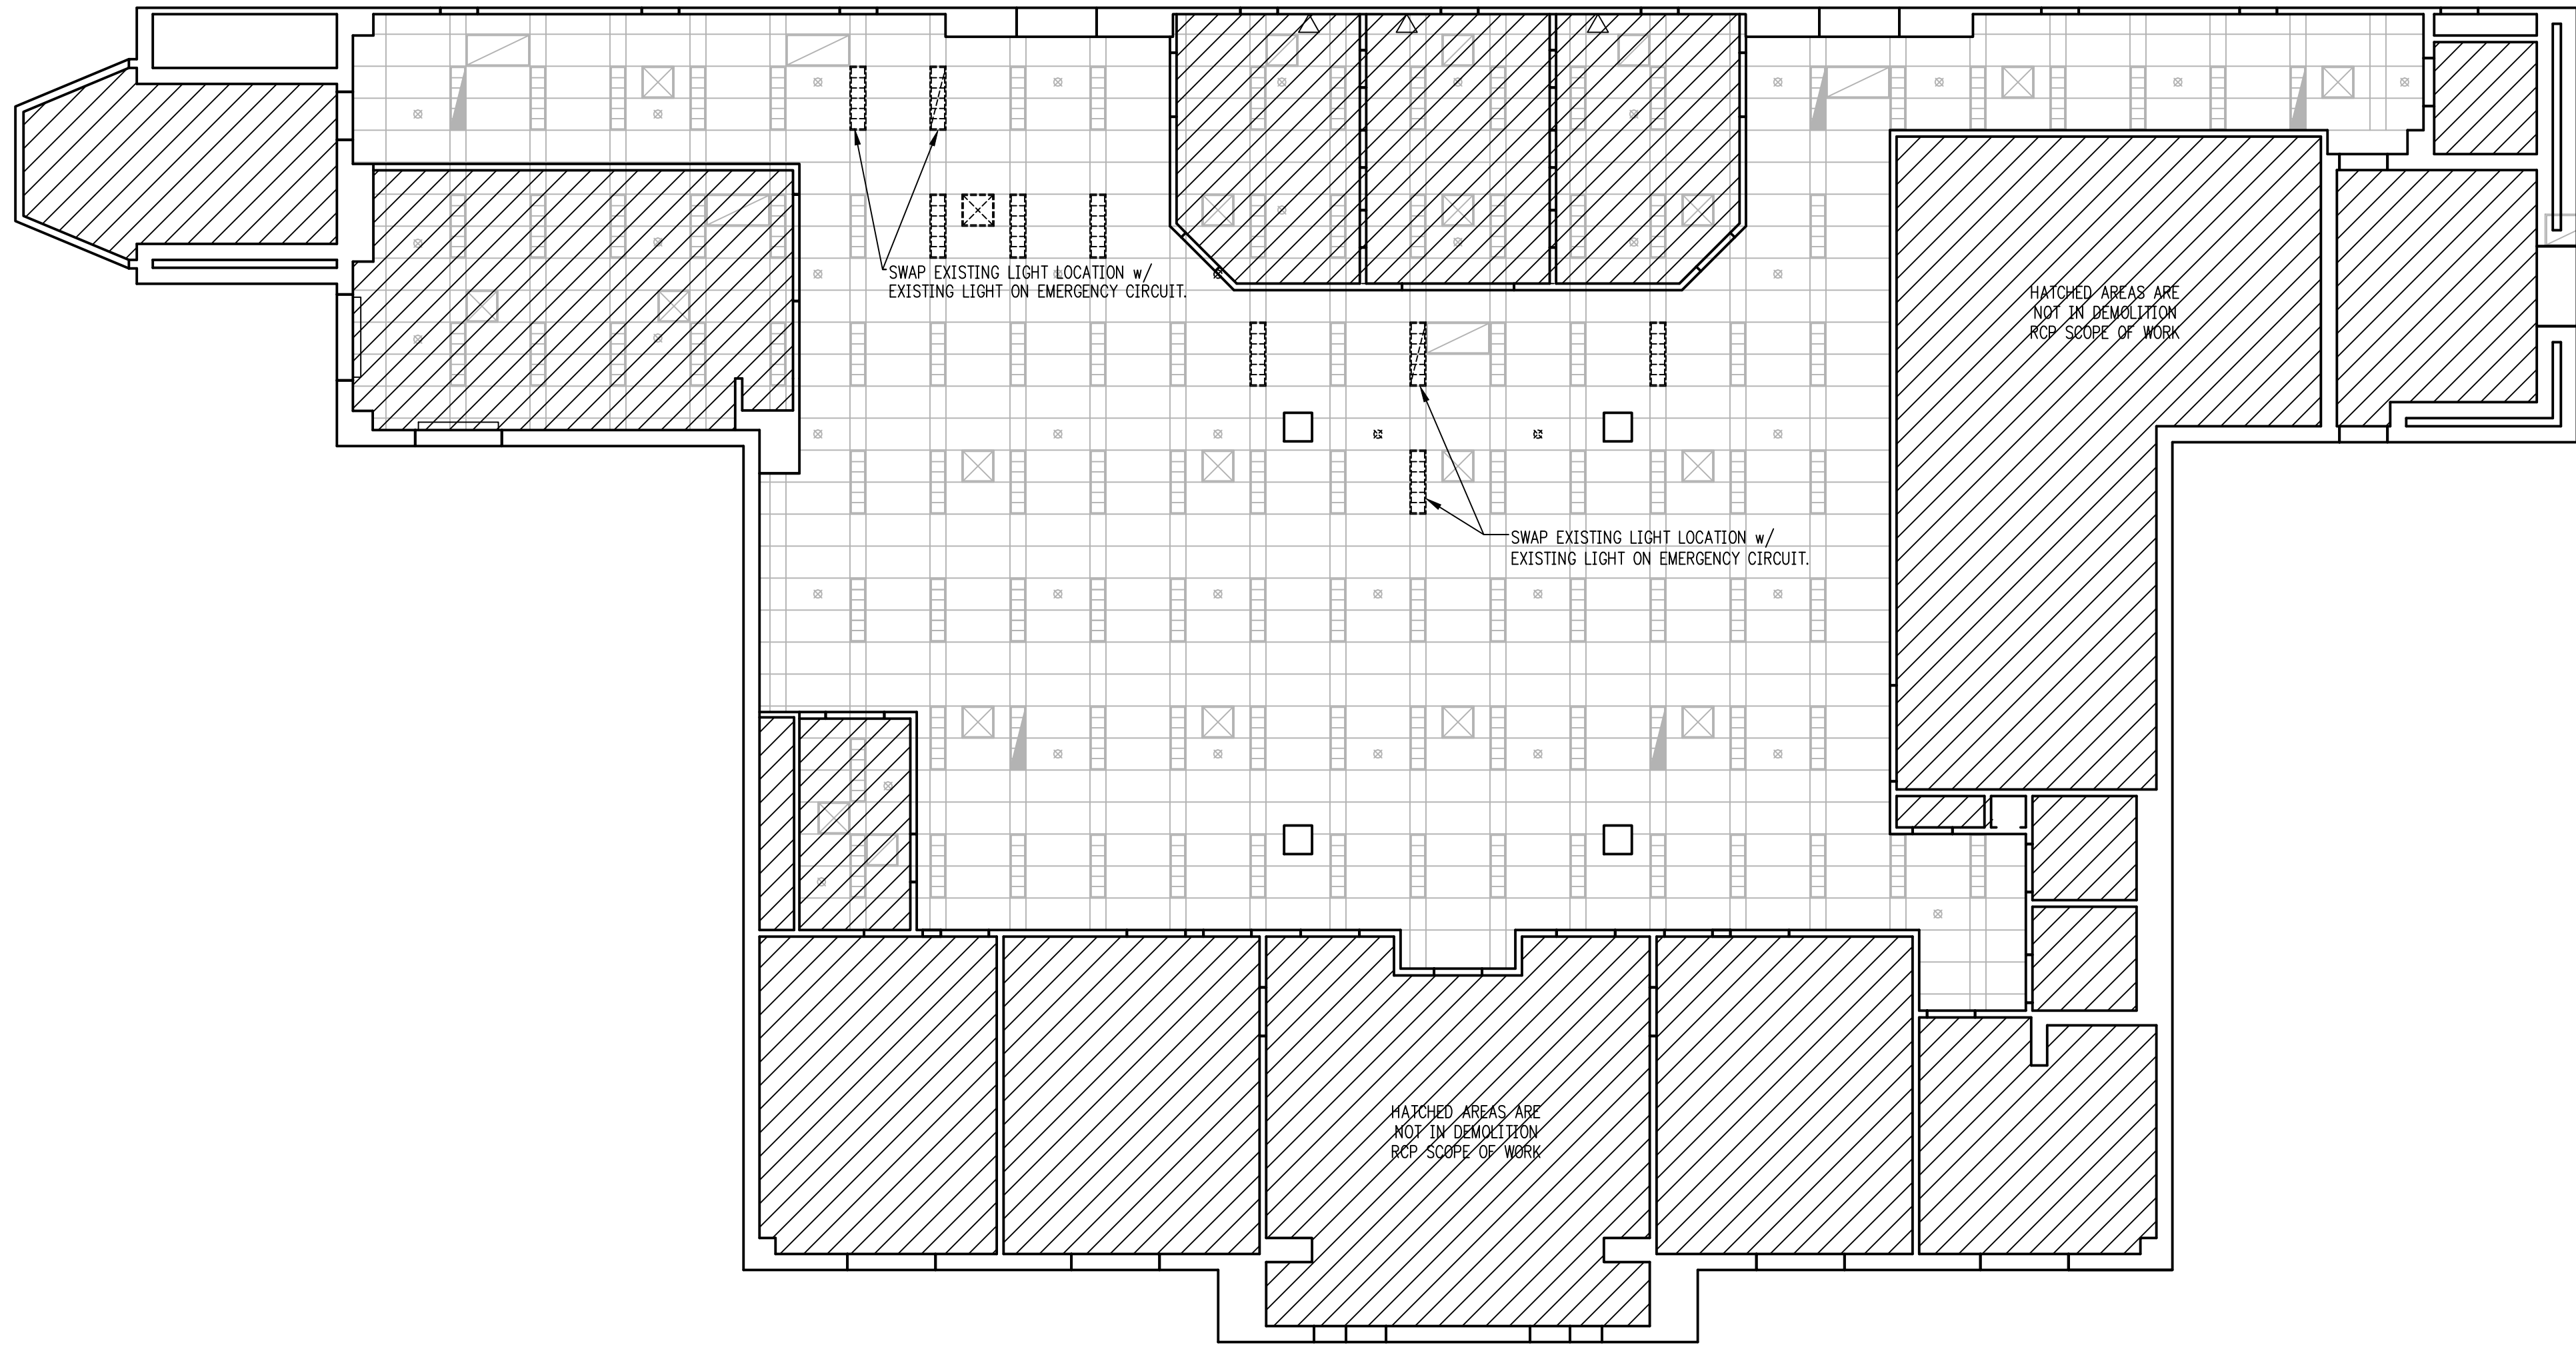 SWAP EXISTING LIGHT LOCATION w/
EXISTING LIGHT ON EMERGENCY CIRCUIT.
HATCHED AREAS ARE
NOT IN DEMOLITION
RCP SCOPE OF WORK
SWAP EXISTING LIGHT LOCATION w/
EXISTING LIGHT ON EMERGENCY CIRCUIT.
HATCHED AREAS ARE
NOT IN DEMOLITION
RCP SCOPE OF WORK